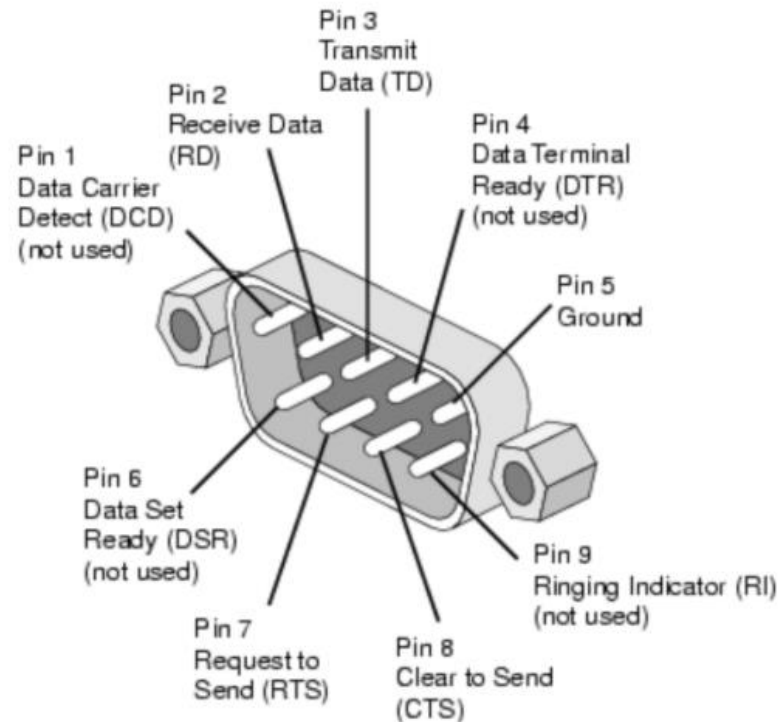 Pin 1
Data Carrier
Detect (DCD)
(not used)
Pin 2
Receive Data
(RD)
Pin 3
Transmit
Data (TD)
Pin 4
Data Terminal
Ready (DTR)
(not used)
Pin 5
Ground
Pin 6
Data Set
Ready (DSR)
(not used)
Pin 7
Request to
Send (RTS)
Pin 8
Clear to Send
(CTS)
Pin 9
Ringing Indicator (RI)
(not used)